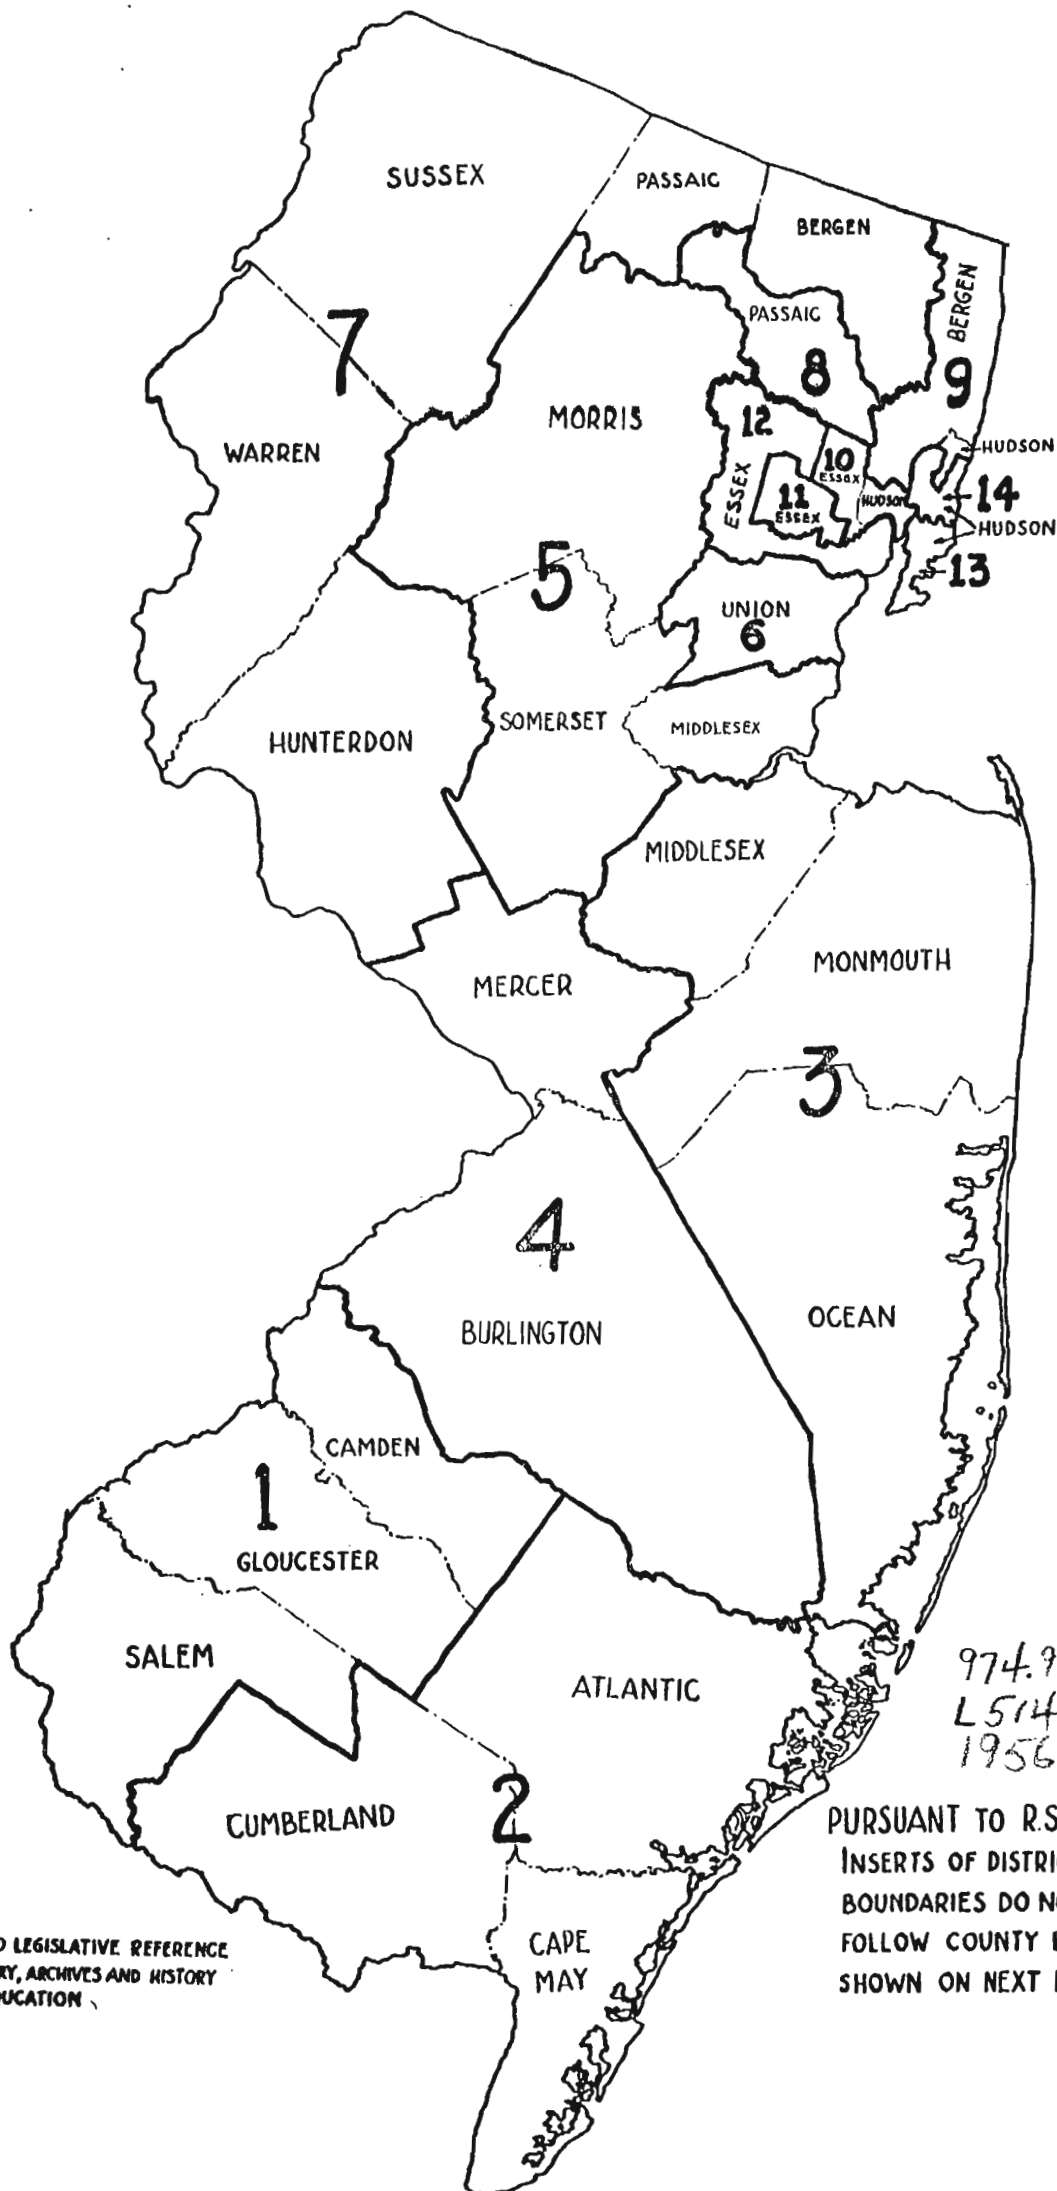 SUSSEX
PASSAIC
BERGEN
BERGEN
7
PASSAIC
8
9
MORRIS
12
WARREN
HUDSON
10
ESSEX
ESSEX
11
ESSEX
HUDSON
14
HUDSON
5
13
UNION
6
SOMERSET
MIDDLESEX
HUNTERDON
MIDDLESEX
MONMOUTH
MERCER
3
4
OCEAN
BURLINGTON
CAMDEN
1
GLOUCESTER
SALEM
ATLANTIC
974.9
L514
1956
2
CUMBERLAND
PURSUANT TO R.S
INSERTS OF DISTRI
BOUNDARIES DO N
FOLLOW COUNTY
SHOWN ON NEXT
CAPE
MAY
LEGISLATIVE REFERENCE
RY, ARCHIVES AND HISTORY
UCATION